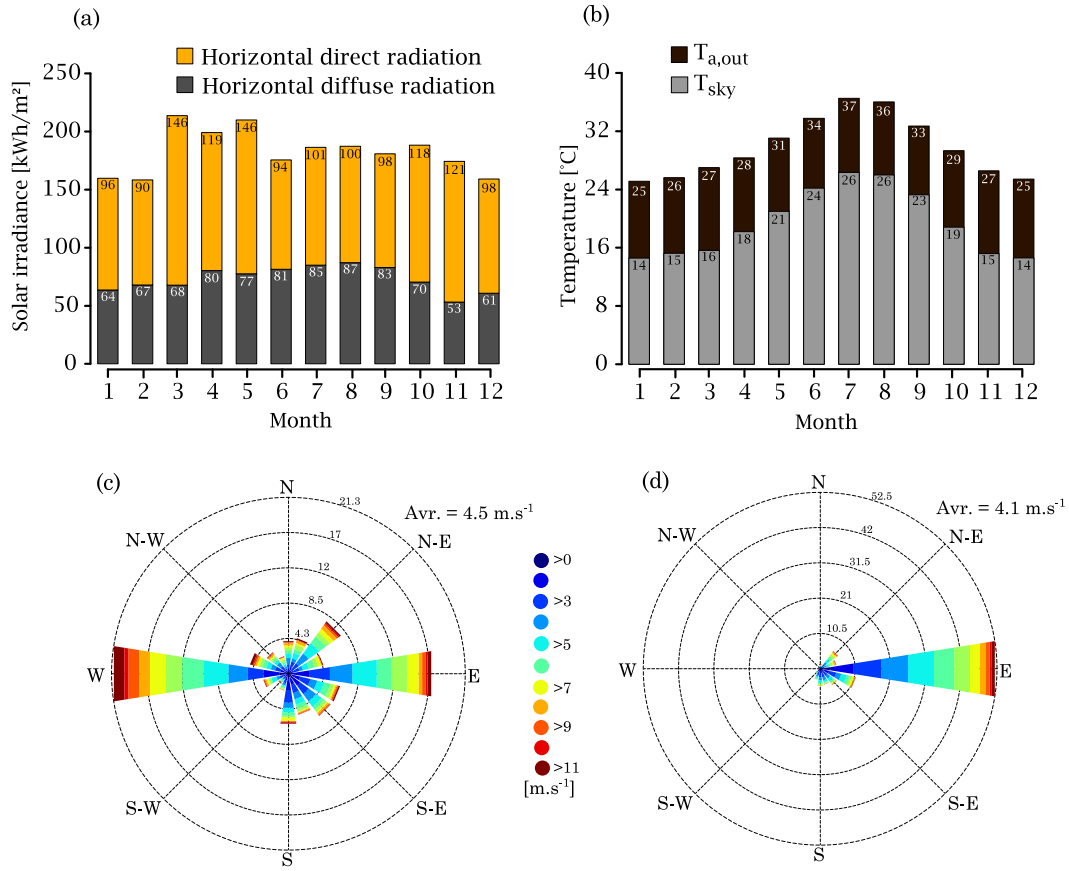 (a)
Horizontal direct radiation
Horizontal diffuse radiation
Solar irradiance [kWh/m²]
250
200
150
100
50
0
96 90 146 119 146 94 101 100 98 118 121 98
64 67 68 80 77 81 85 87 83 70 53 61
1 2 3 4 5 6 7 8 9 10 11 12
Month
(b)
Ta,out
Tsky
Temperature [°C]
40
32
24
16
8
0
25 26 27 28 31 34 37 36 33 29 27 25
14 15 16 18 21 24 26 26 23 19 15 14
1 2 3 4 5 6 7 8 9 10 11 12
Month
(c)
Avr. = 4.5 m.s⁻¹
N
N-E
E
S-E
S
S-W
W
N-W
21.3
17
12
8.5
4.3
>0
>3
>5
>7
>9
>11
[m.s⁻¹]
(d)
Avr. = 4.1 m.s⁻¹
N
N-E
E
S-E
S
S-W
W
N-W
52.5
42
31.5
21
10.5